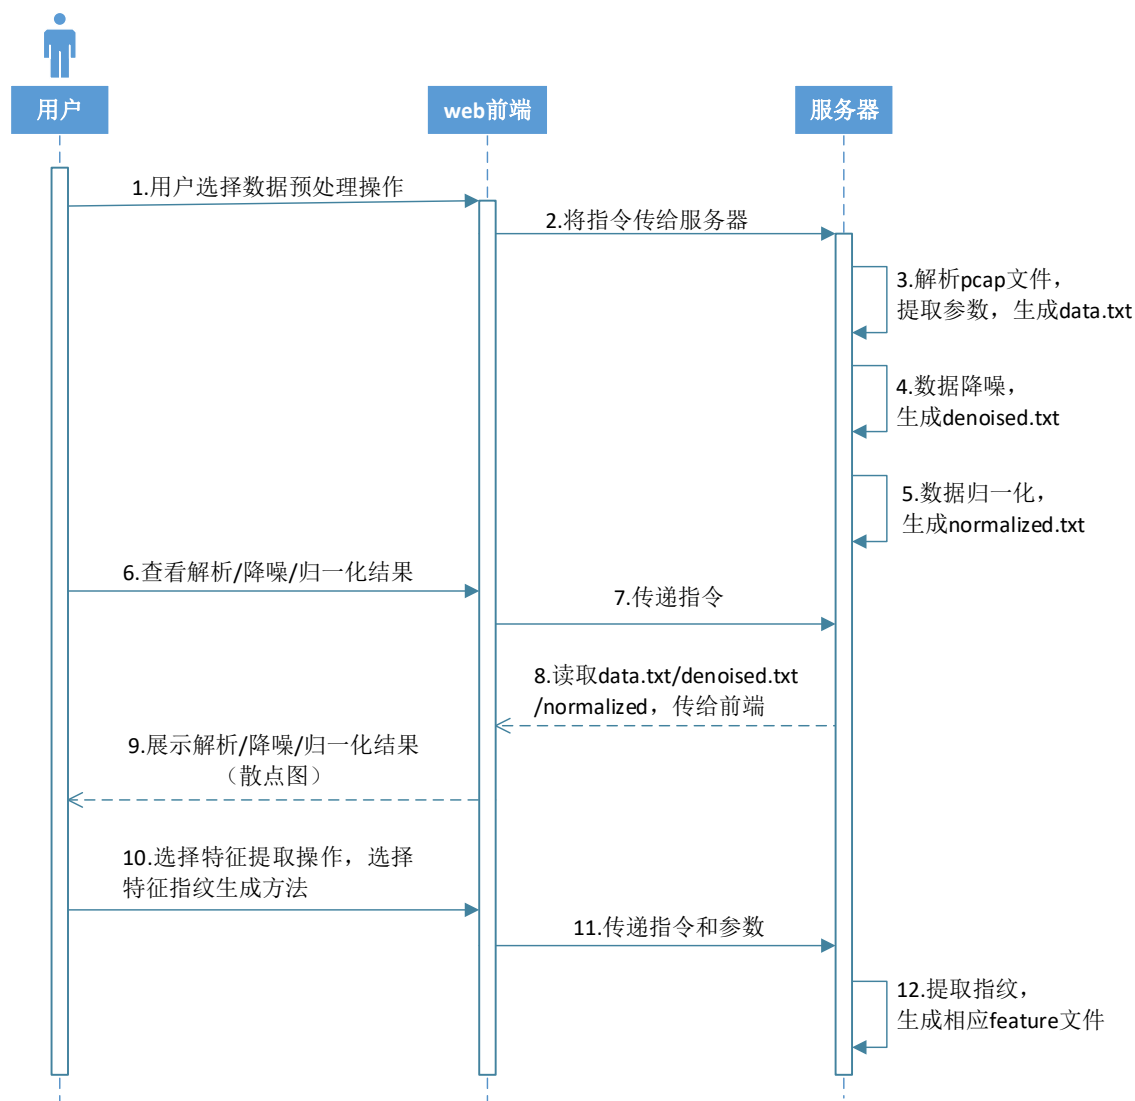 用户
web前端
服务器
1.用户选择数据预处理操作
2.将指令传给服务器
3.解析pcap文件，
提取参数，生成data.txt
4.数据降噪，
生成denoised.txt
5.数据归一化，
生成normalized.txt
6.查看解析/降噪/归一化结果
7.传递指令
8.读取data.txt/denoised.txt
/normalized，传给前端
9.展示解析/降噪/归一化结果
（散点图）
10.选择特征提取操作，选择
特征指纹生成方法
11.传递指令和参数
12.提取指纹，
生成相应feature文件